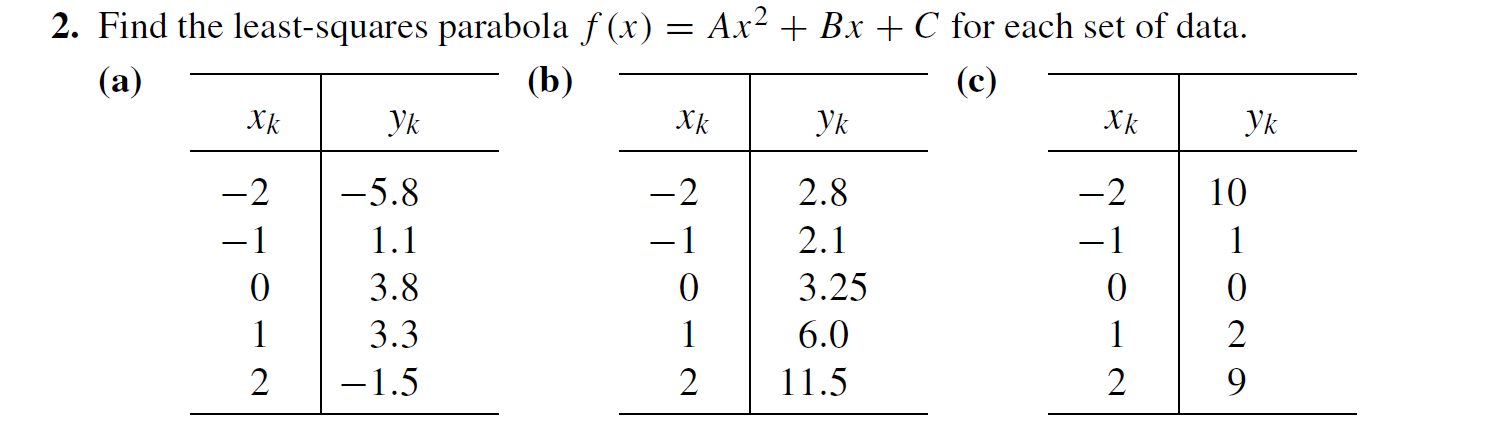 2. Find the least-squares parabola f(x) = Ax² + Bx + C for each set of data.
(a) (b) (c)
xₖ yₖ xₖ yₖ xₖ yₖ
−2 −5.8 −2 2.8 −2 10
−1 1.1 −1 2.1 −1 1
0 3.8 0 3.25 0 0
1 3.3 1 6.0 1 2
2 −1.5 2 11.5 2 9